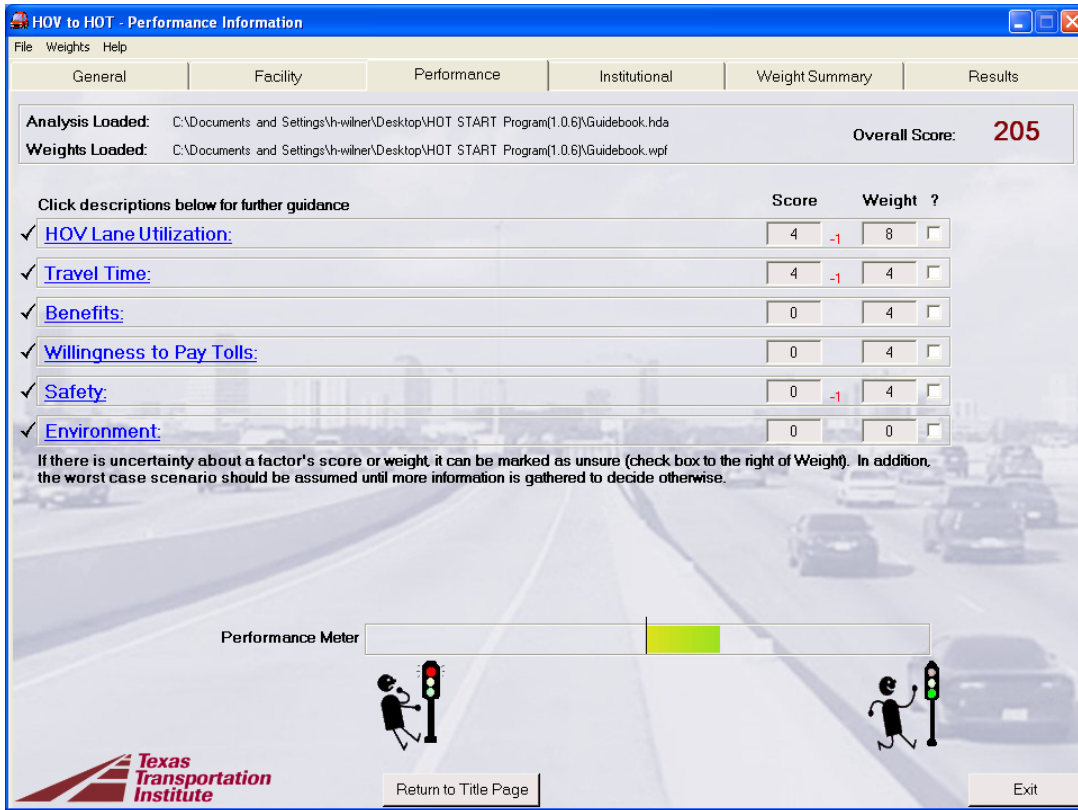 HOV to HOT - Performance Information
File Weights Help
General Facility Performance Institutional Weight Summary Results
Analysis Loaded: C:\Documents and Settings\h-wilner\Desktop\HOT START Program(1.0.6)\Guidebook.hda
Overall Score: 205
Weights Loaded: C:\Documents and Settings\h-wilner\Desktop\HOT START Program(1.0.6)\Guidebook.wpf
Click descriptions below for further guidance Score Weight ?
HOV Lane Utilization: 4 -1 8
Travel Time: 4 -1 4
Benefits: 0 4
Willingness to Pay Tolls: 0 4
Safety: 0 -1 4
Environment: 0 0
If there is uncertainty about a factor's score or weight, it can be marked as unsure (check box to the right of Weight). In addition,
the worst case scenario should be assumed until more information is gathered to decide otherwise.
Performance Meter
Texas
Transportation
Institute
Return to Title Page
Exit